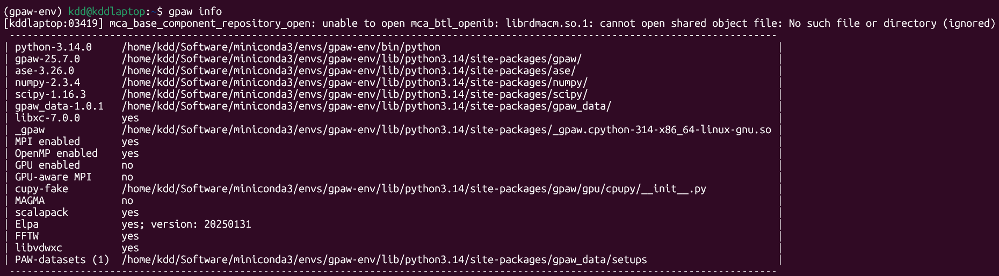 (gpaw-env) kdd@kddlaptop:~$ gpaw info
[kddlaptop:03419] mca_base_component_repository_open: unable to open mca_btl_openib: librdmacm.so.1: cannot open shared object file: No such file or directory (ignored)
 ----------------------------------------------------------------------------------------------------------------------------------
| python-3.14.0     /home/kdd/Software/miniconda3/envs/gpaw-env/bin/python                                                         |
| gpaw-25.7.0       /home/kdd/Software/miniconda3/envs/gpaw-env/lib/python3.14/site-packages/gpaw/                                 |
| ase-3.26.0        /home/kdd/Software/miniconda3/envs/gpaw-env/lib/python3.14/site-packages/ase/                                  |
| numpy-2.3.4       /home/kdd/Software/miniconda3/envs/gpaw-env/lib/python3.14/site-packages/numpy/                                |
| scipy-1.16.3      /home/kdd/Software/miniconda3/envs/gpaw-env/lib/python3.14/site-packages/scipy/                                |
| gpaw_data-1.0.1   /home/kdd/Software/miniconda3/envs/gpaw-env/lib/python3.14/site-packages/gpaw_data/                            |
| libxc-7.0.0       yes                                                                                                            |
| _gpaw             /home/kdd/Software/miniconda3/envs/gpaw-env/lib/python3.14/site-packages/_gpaw.cpython-314-x86_64-linux-gnu.so |
| MPI enabled       yes                                                                                                            |
| OpenMP enabled    yes                                                                                                            |
| GPU enabled       no                                                                                                             |
| GPU-aware MPI     no                                                                                                             |
| cupy-fake         /home/kdd/Software/miniconda3/envs/gpaw-env/lib/python3.14/site-packages/gpaw/gpu/cpupy/__init__.py            |
| MAGMA             no                                                                                                             |
| scalapack         yes                                                                                                            |
| Elpa              yes; version: 20250131                                                                                         |
| FFTW              yes                                                                                                            |
| libvdwxc          yes                                                                                                            |
| PAW-datasets (1)  /home/kdd/Software/miniconda3/envs/gpaw-env/lib/python3.14/site-packages/gpaw_data/setups                      |
 ----------------------------------------------------------------------------------------------------------------------------------